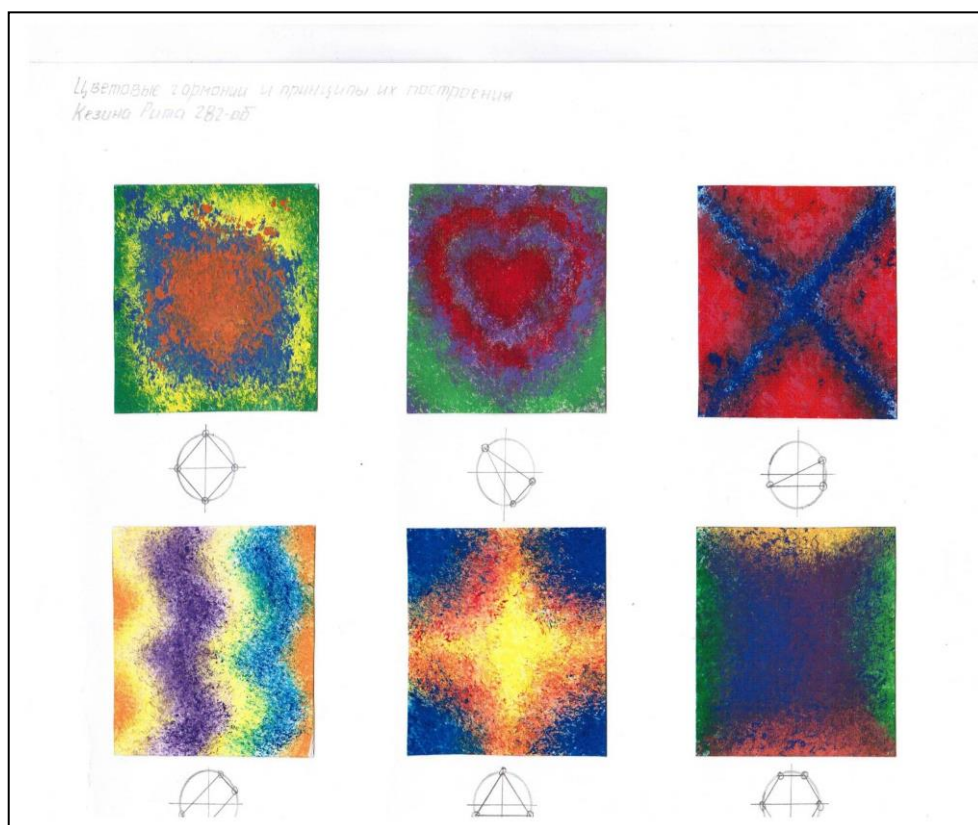 Цветовые гармонии и принципы их построения
Кезина Рита 282-об